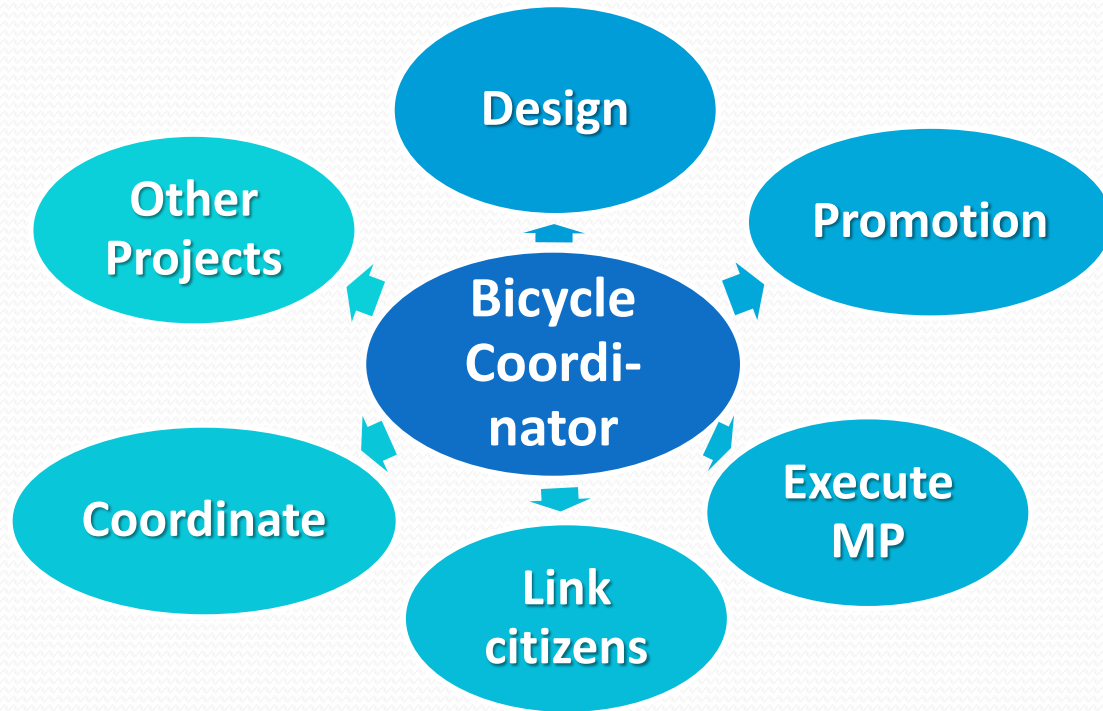 Design
Other
Projects
Promotion
Bicycle
Coordi-
nator
Coordinate
Execute
MP
Link
citizens